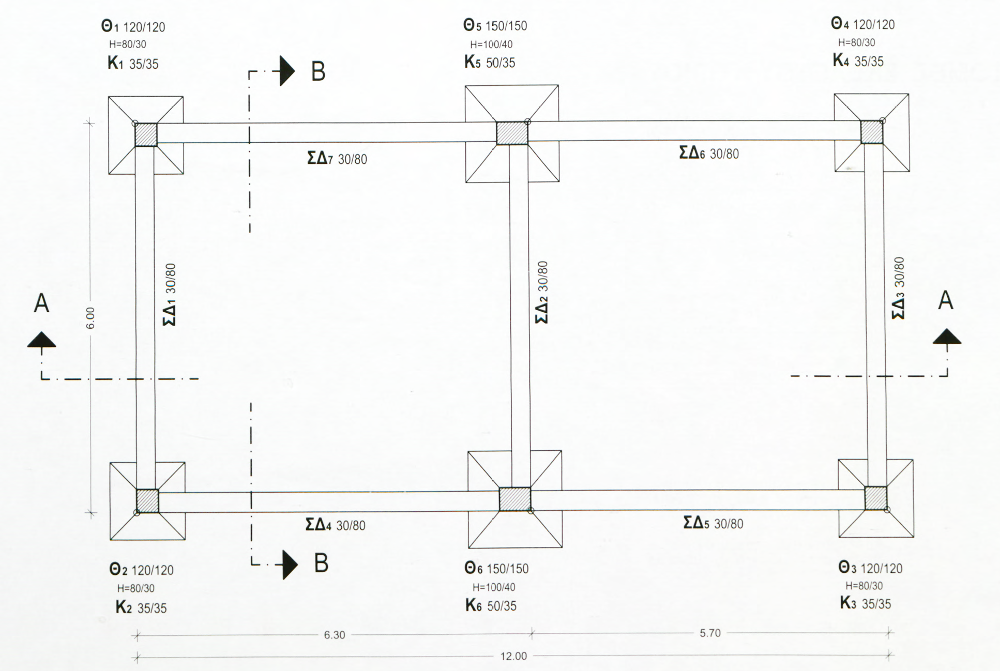 Θ1 120/120
H=80/30
K1 35/35
B
Θ5 150/150
H=100/40
K5 50/35
Θ4 120/120
H=80/30
K4 35/35
ΣΔ7 30/80
ΣΔ6 30/80
A
6.00
ΣΔ1 30/80
ΣΔ2 30/80
ΣΔ3 30/80
A
ΣΔ4 30/80
ΣΔ5 30/80
B
Θ2 120/120
H=80/30
K2 35/35
Θ6 150/150
H=100/40
K6 50/35
Θ3 120/120
H=80/30
K3 35/35
6.30
5.70
12.00